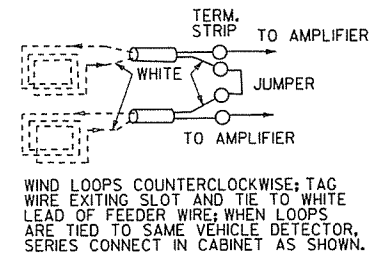 TERM.
STRIP
TO AMPLIFIER
WHITE
JUMPER
TO AMPLIFIER
WIND LOOPS COUNTERCLOCKWISE; TAG
WIRE EXITING SLOT AND TIE TO WHITE
LEAD OF FEEDER WIRE; WHEN LOOPS
ARE TIED TO SAME VEHICLE DETECTOR,
SERIES CONNECT IN CABINET AS SHOWN.